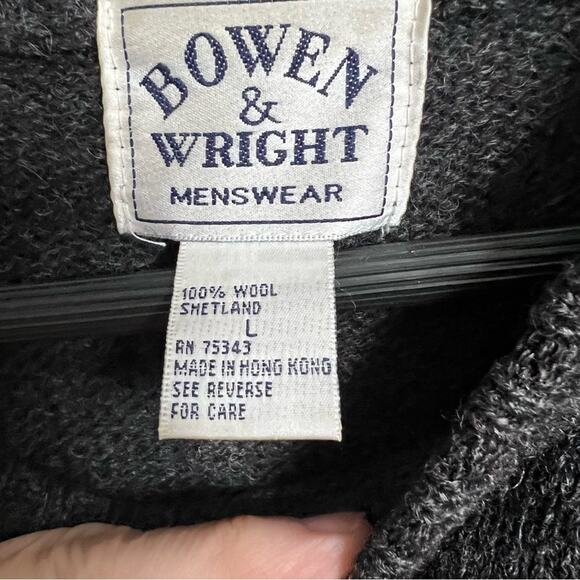 BOWEN
&
WRIGHT
MENSWEAR
100% WOOL
SHETLAND
L
RN 75343
MADE IN HONG KONG
SEE REVERSE
FOR CARE